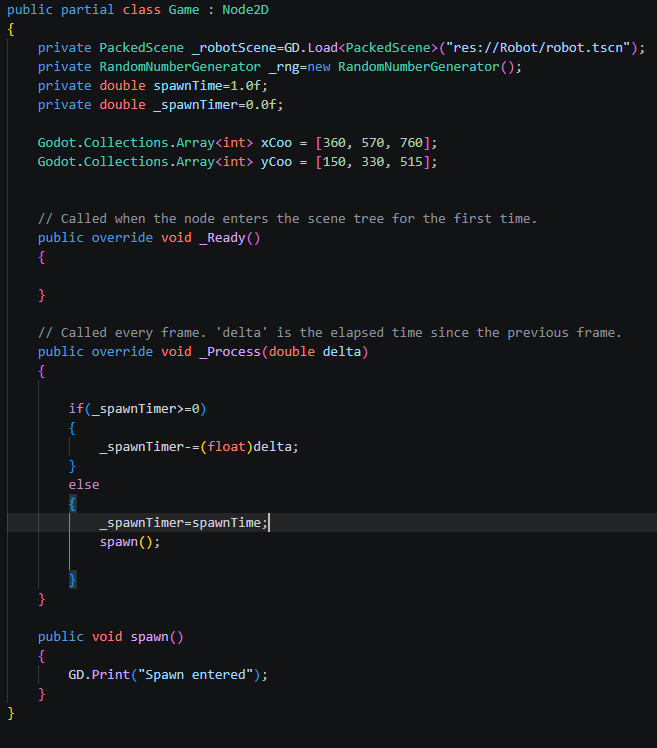 public partial class Game : Node2D
{
    private PackedScene _robotScene=GD.Load<PackedScene>("res://Robot/robot.tscn");
    private RandomNumberGenerator _rng=new RandomNumberGenerator();
    private double spawnTime=1.0f;
    private double _spawnTimer=0.0f;

    Godot.Collections.Array<int> xCoo = [360, 570, 760];
    Godot.Collections.Array<int> yCoo = [150, 330, 515];


    // Called when the node enters the scene tree for the first time.
    public override void _Ready()
    {

    }

    // Called every frame. 'delta' is the elapsed time since the previous frame.
    public override void _Process(double delta)
    {

        if(_spawnTimer>=0)
        {
            _spawnTimer-=(float)delta;
        }
        else
        {
            _spawnTimer=spawnTime;
            spawn();

        }
    }

    public void spawn()
    {
        GD.Print("Spawn entered");
    }
}